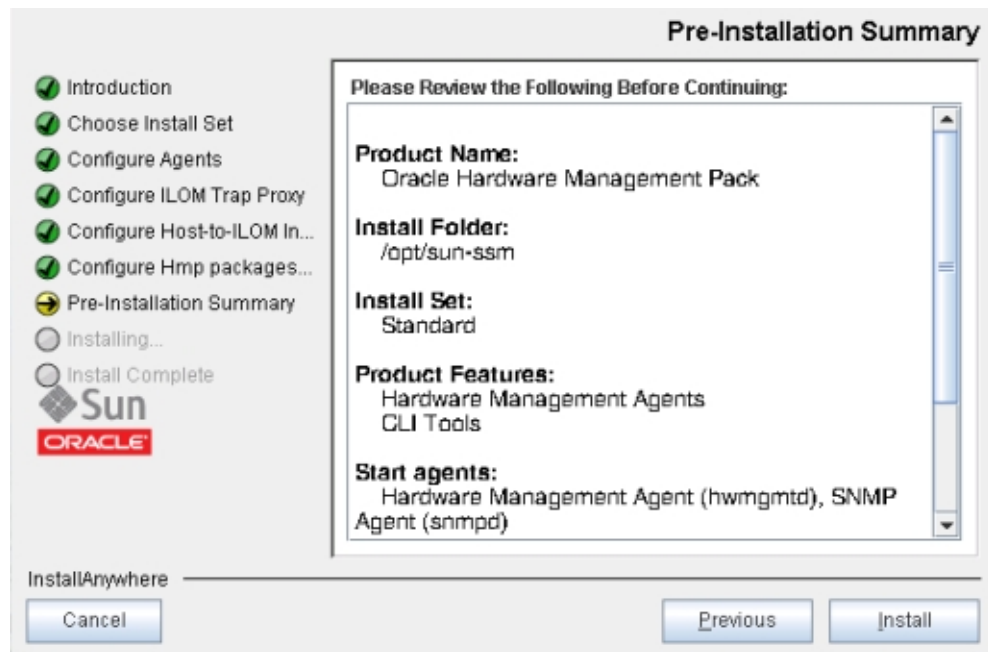 Pre-Installation Summary
Introduction
Choose Install Set
Configure Agents
Configure ILOM Trap Proxy
Configure Host-to-ILOM In...
Configure Hmp packages...
Pre-Installation Summary
Installing...
Install Complete
Sun
ORACLE
Please Review the Following Before Continuing:
Product Name:
Oracle Hardware Management Pack
Install Folder:
/opt/sun-ssm
Install Set:
Standard
Product Features:
Hardware Management Agents
CLI Tools
Start agents:
Hardware Management Agent (hwmgmtd), SNMP
Agent (snmpd)
InstallAnywhere
Cancel
Previous
Install